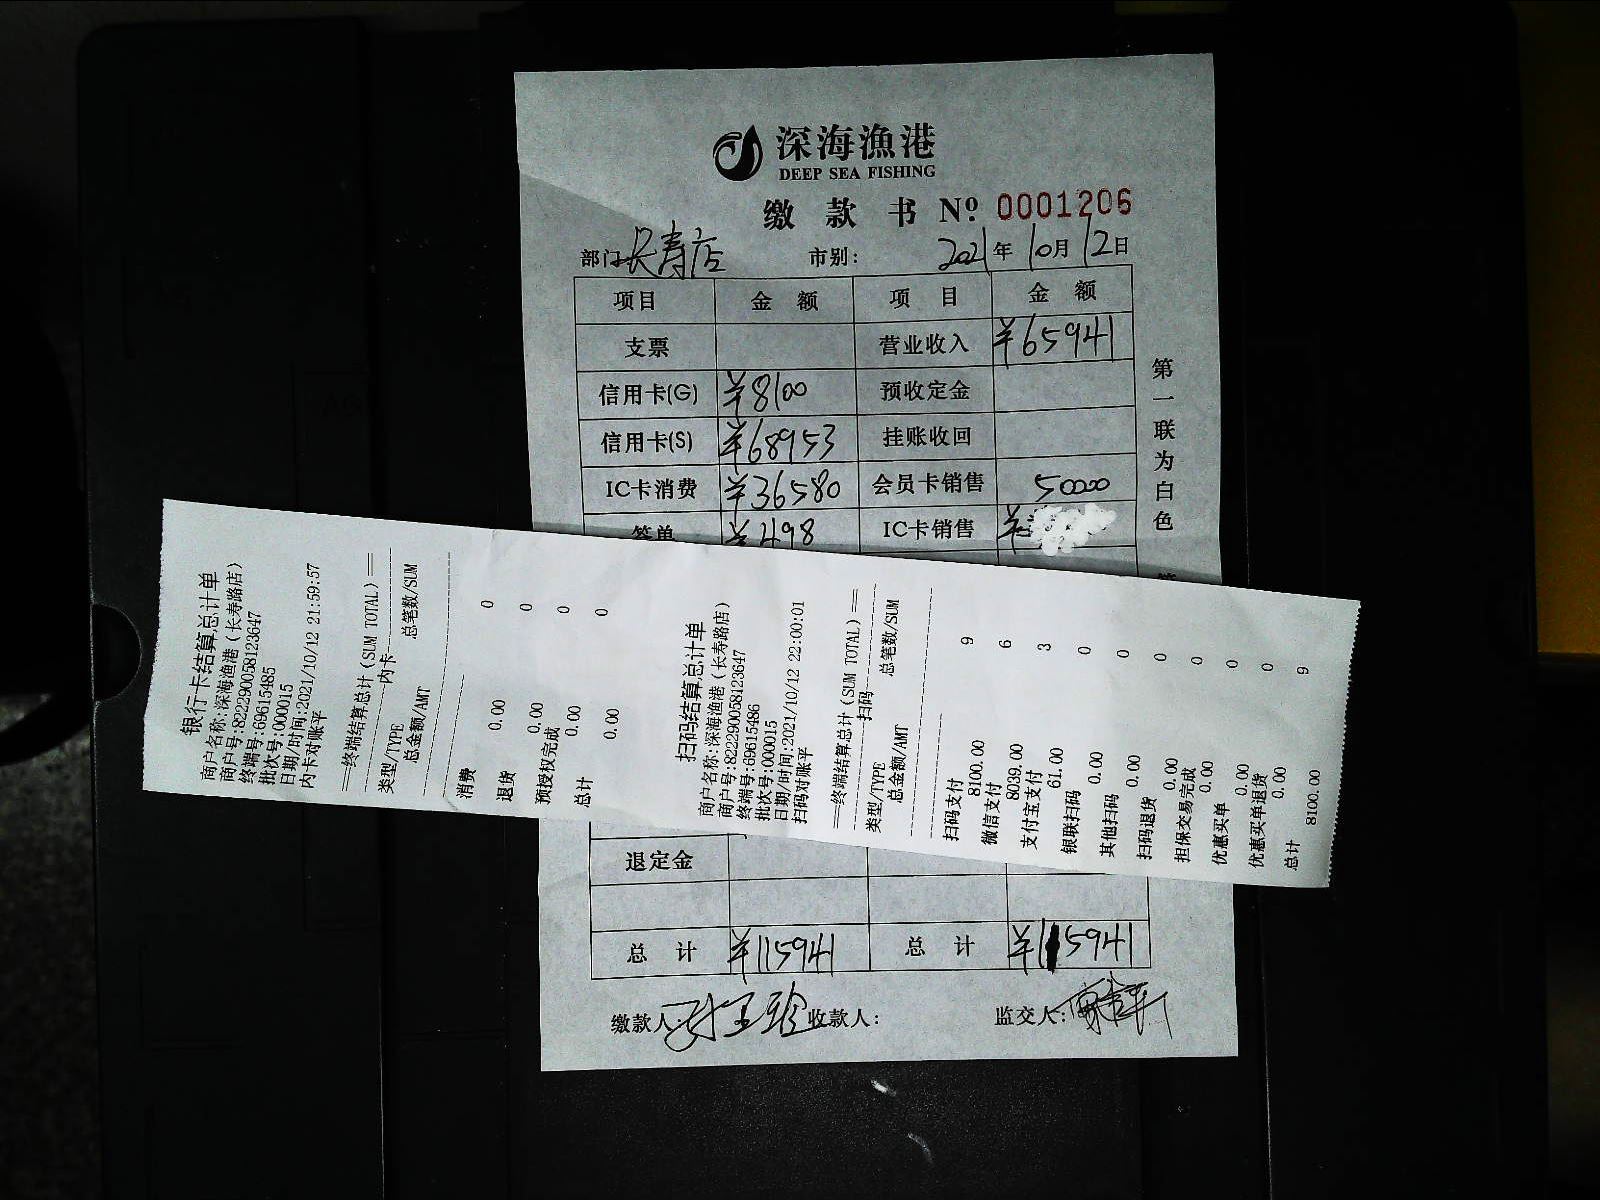 深海漁港
DEEP SEA FISHING
缴款书 Nº 0001206
部门 长寿店 市别: 2021年10月12日
项目 金额 项目 金额
支票 营业收入 ¥65941
信用卡(G) ¥8100 预收定金
信用卡(S) ¥68953 挂账收回
IC卡消费 ¥36580 会员卡销售 50000
签单 ¥498 IC卡销售 ¥
退定金
总计 ¥115941 总计 ¥115941
缴款人: 收款人: 监交人:
第一联为白色
银行卡结算总计单
商户名称:深海渔港(长寿路店)
商户号:822290058123647
终端号:69615485
批次号:000015
日期/时间:2021/10/12 21:59:57
内卡对账平
==终端结算总计(SUM TOTAL)==
内卡
类型/TYPE 总笔数/SUM
总金额/AMT
消费 0
0.00
退货 0
0.00
预授权完成 0
0.00
总计 0
0.00
扫码结算总计单
商户名称:深海渔港(长寿路店)
商户号:822290058123647
终端号:69615486
批次号:000015
日期/时间:2021/10/12 22:00:01
扫码对账平
==终端结算总计(SUM TOTAL)==
扫码
类型/TYPE 总笔数/SUM
总金额/AMT
扫码支付 9
8100.00
微信支付 6
8039.00
支付宝支付 3
61.00
银联扫码 0
0.00
其他扫码 0
0.00
扫码退货 0
0.00
担保交易完成 0
0.00
优惠买单 0
0.00
优惠买单退货 0
0.00
总计 9
8100.00